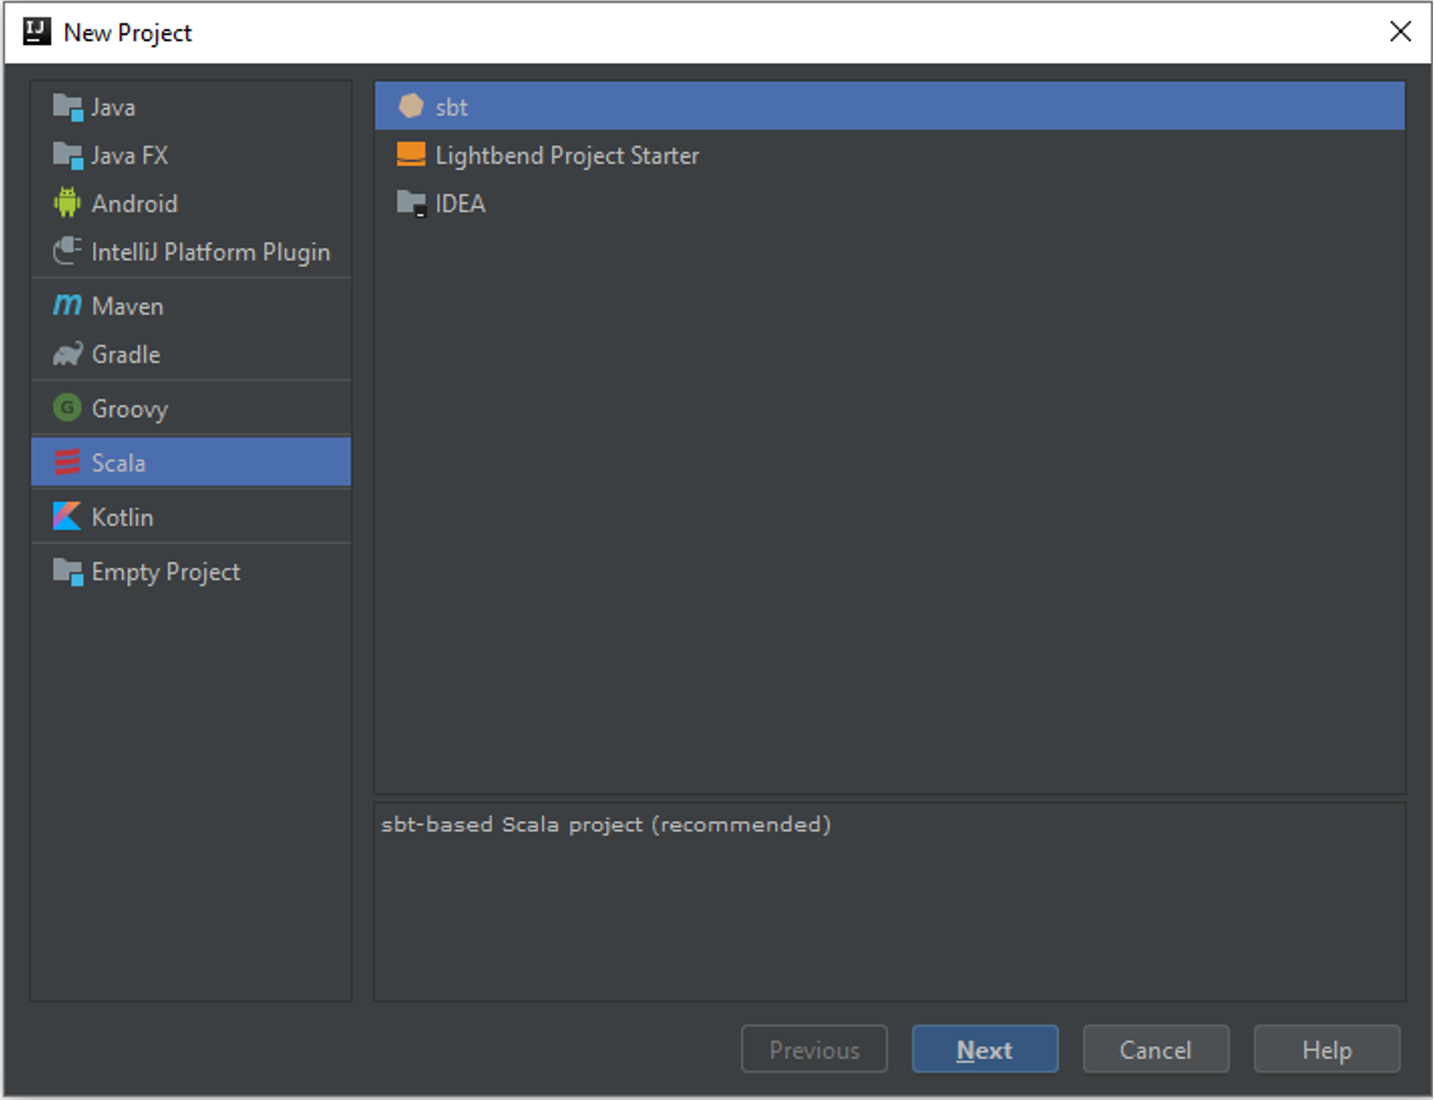 New Project
Java
Java FX
Android
IntelliJ Platform Plugin
Maven
Gradle
Groovy
Scala
Kotlin
Empty Project
sbt
Lightbend Project Starter
IDEA
sbt-based Scala project (recommended)
Previous
Next
Cancel
Help